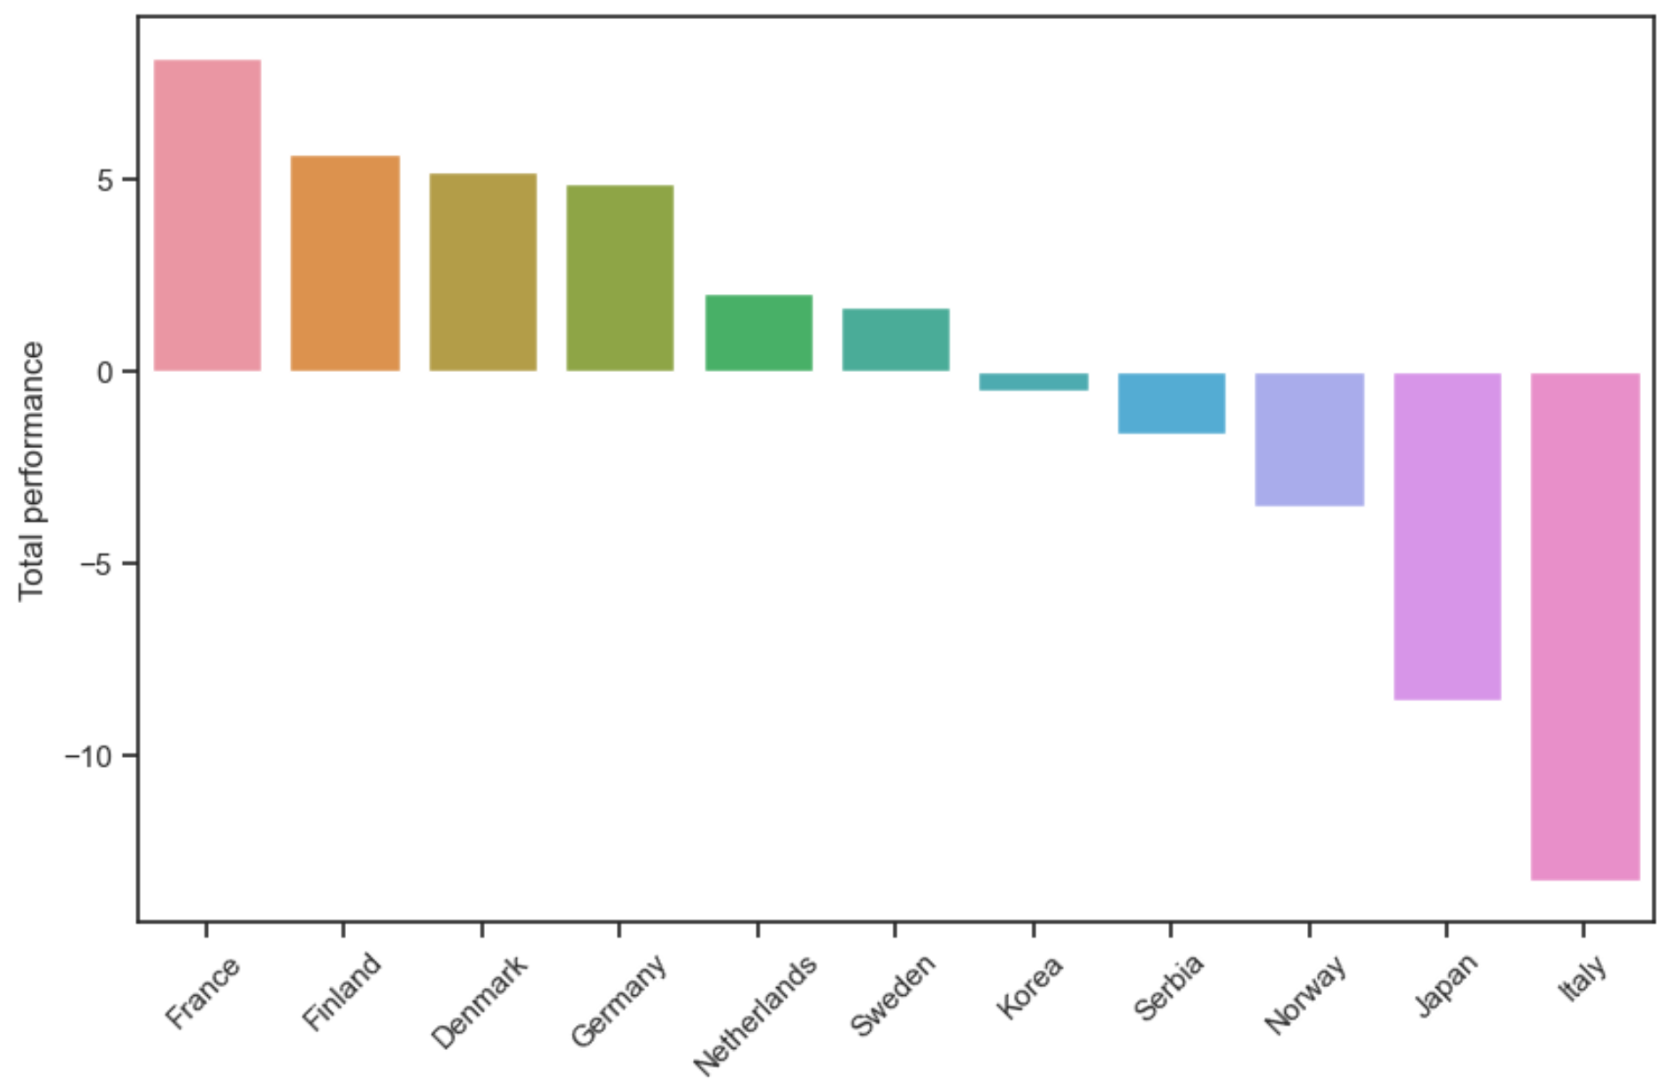 Total performance
5
0
−5
−10
France
Finland
Denmark
Germany
Netherlands
Sweden
Korea
Serbia
Norway
Japan
Italy